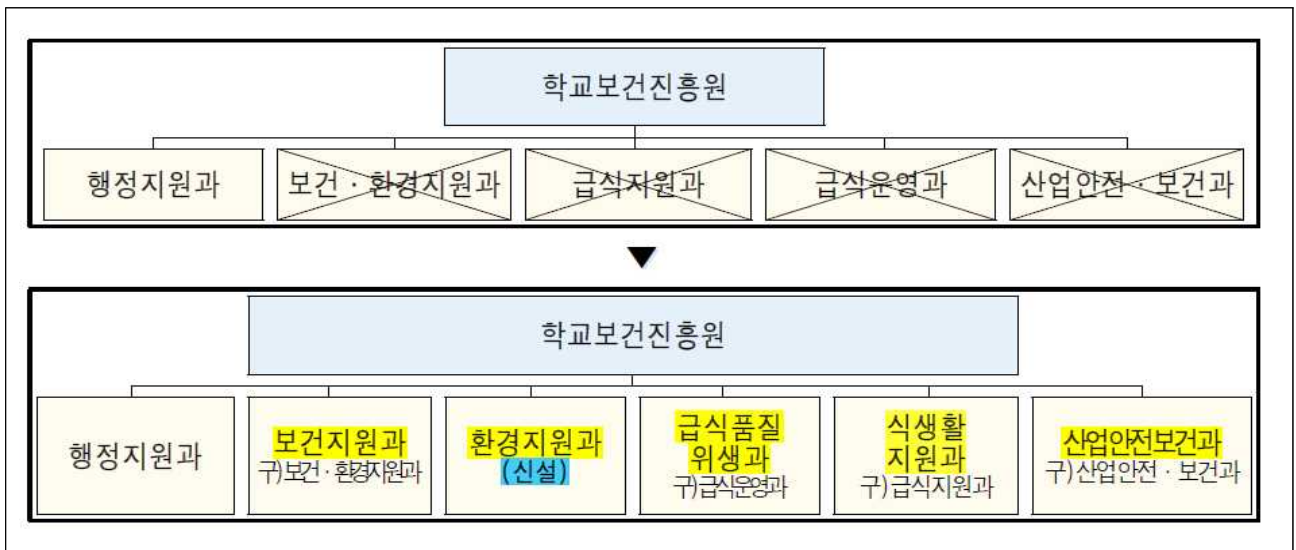 학교보건진흥원
행정지원과
보건 · 환경지원과
급식지원과
급식운영과
산업안전 · 보건과
▼
학교보건진흥원
행정지원과
보건지원과
구)보건 · 환경지원과
환경지원과
(신설)
급식품질
위생과
구)급식운영과
식생활
지원과
구)급식지원과
산업안전보건과
구)산업안전 · 보건과